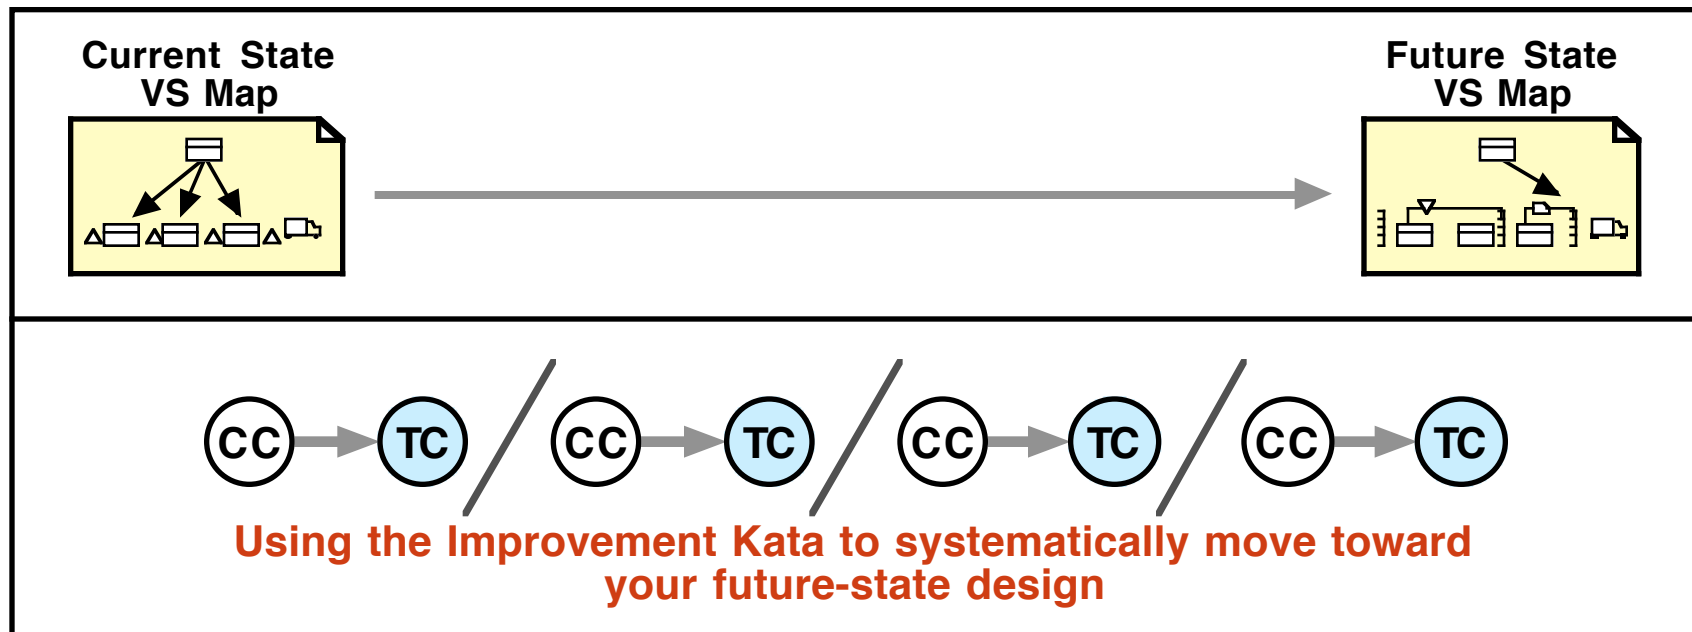 Current State
VS Map
Future State
VS Map
CC TC CC TC CC TC CC TC
Using the Improvement Kata to systematically move toward
your future-state design